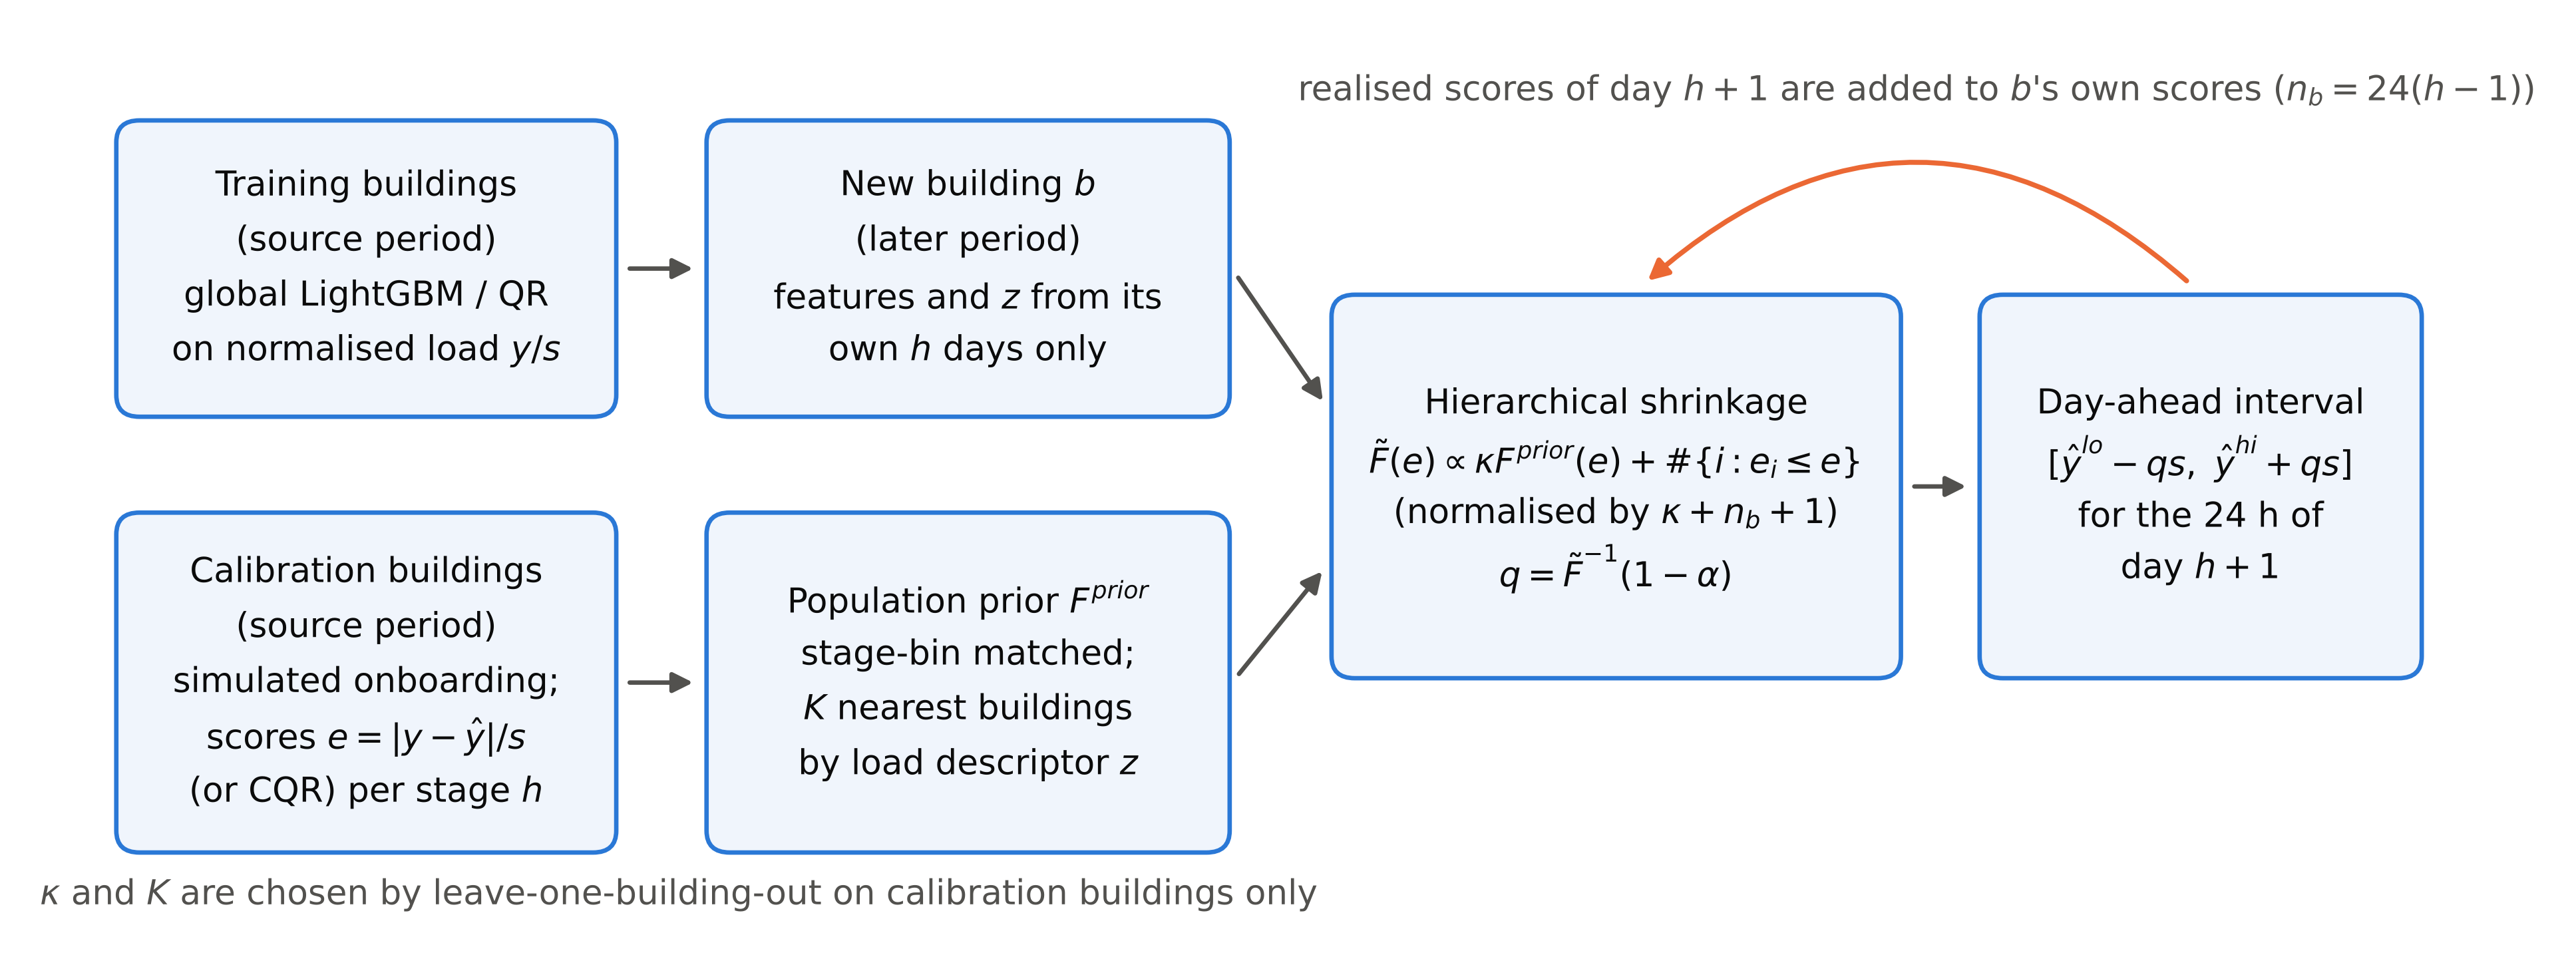 realised scores of day h + 1 are added to b's own scores (n_b = 24(h − 1))
Training buildings
(source period)
global LightGBM / QR
on normalised load y/s
New building b
(later period)
features and z from its
own h days only
Calibration buildings
(source period)
simulated onboarding;
scores e = |y − ŷ|/s
(or CQR) per stage h
Population prior F^prior
stage-bin matched;
K nearest buildings
by load descriptor z
Hierarchical shrinkage
F̃(e) ∝ κF^prior(e) + #{i : e_i ≤ e}
(normalised by κ + n_b + 1)
q = F̃^−1(1 − α)
Day-ahead interval
[ŷ^lo − qs, ŷ^hi + qs]
for the 24 h of
day h + 1
κ and K are chosen by leave-one-building-out on calibration buildings only